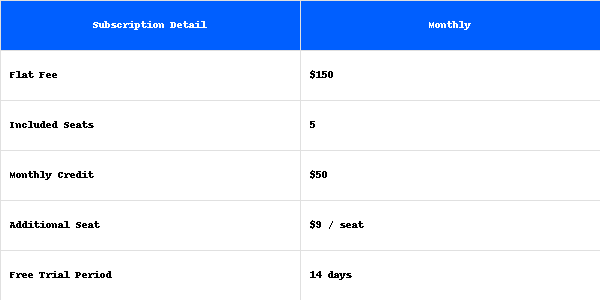 Subscription Detail Monthly
Flat Fee $150
Included Seats 5
Monthly Credit $50
Additional Seat $9 / seat
Free Trial Period 14 days